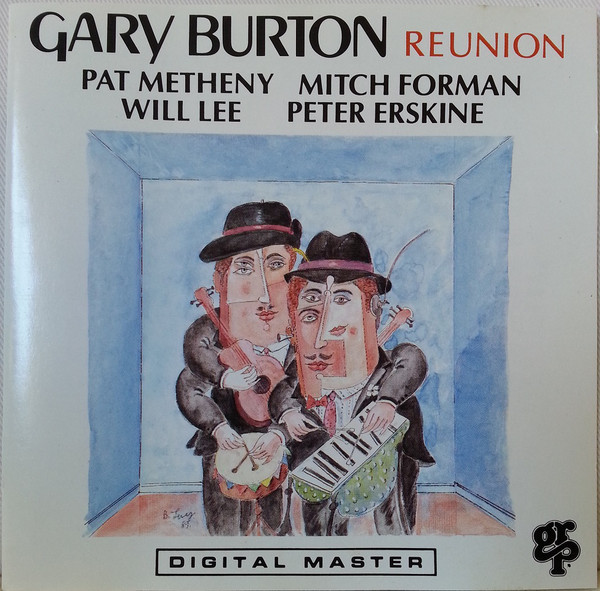 GARY BURTON REUNION
PAT METHENY MITCH FORMAN
WILL LEE PETER ERSKINE
DIGITAL MASTER
grp